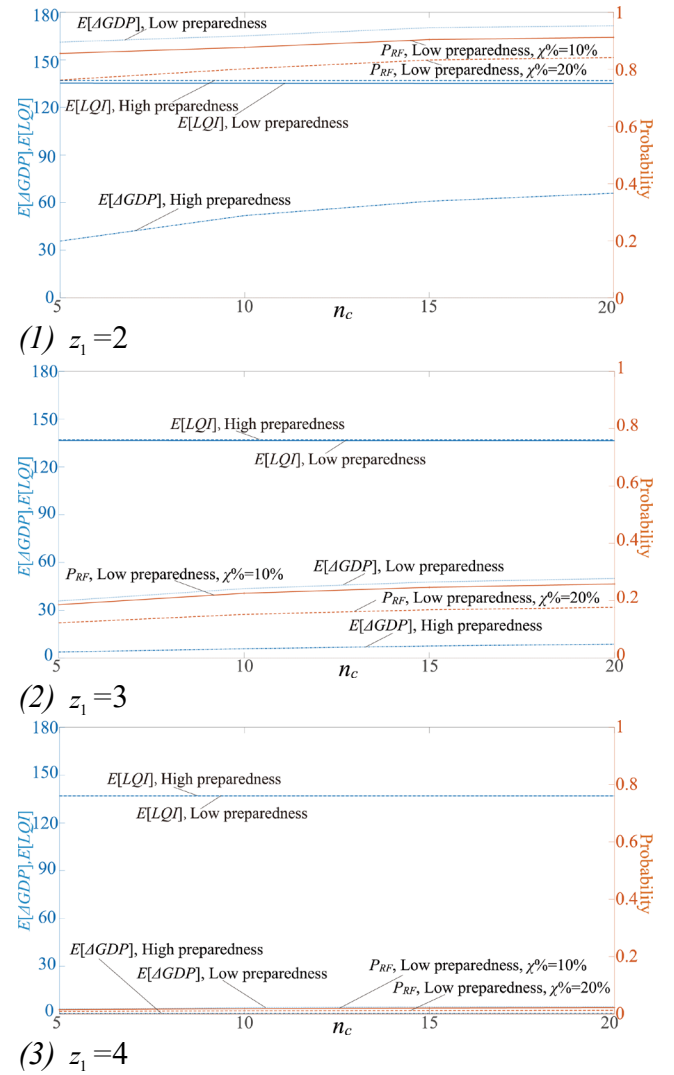 180
150
120
90
60
30
0
E[ΔGDP],E[LQI]
E[ΔGDP], Low preparedness
P_RF, Low preparedness, χ%=10%
P_RF, Low preparedness, χ%=20%
E[LQI], High preparedness
E[LQI], Low preparedness
E[ΔGDP], High preparedness
1
0.8
0.6
0.4
0.2
0
Probability
5 10 15 20
n_c
(1) z_1=2
180
150
120
90
60
30
0
E[ΔGDP],E[LQI]
E[LQI], High preparedness
E[LQI], Low preparedness
E[ΔGDP], Low preparedness
P_RF, Low preparedness, χ%=10%
P_RF, Low preparedness, χ%=20%
E[ΔGDP], High preparedness
1
0.8
0.6
0.4
0.2
0
Probability
5 10 15 20
n_c
(2) z_1=3
180
150
120
90
60
30
0
E[ΔGDP],E[LQI]
E[LQI], High preparedness
E[LQI], Low preparedness
E[ΔGDP], High preparedness
E[ΔGDP], Low preparedness
P_RF, Low preparedness, χ%=10%
P_RF, Low preparedness, χ%=20%
1
0.8
0.6
0.4
0.2
0
Probability
5 10 15 20
n_c
(3) z_1=4